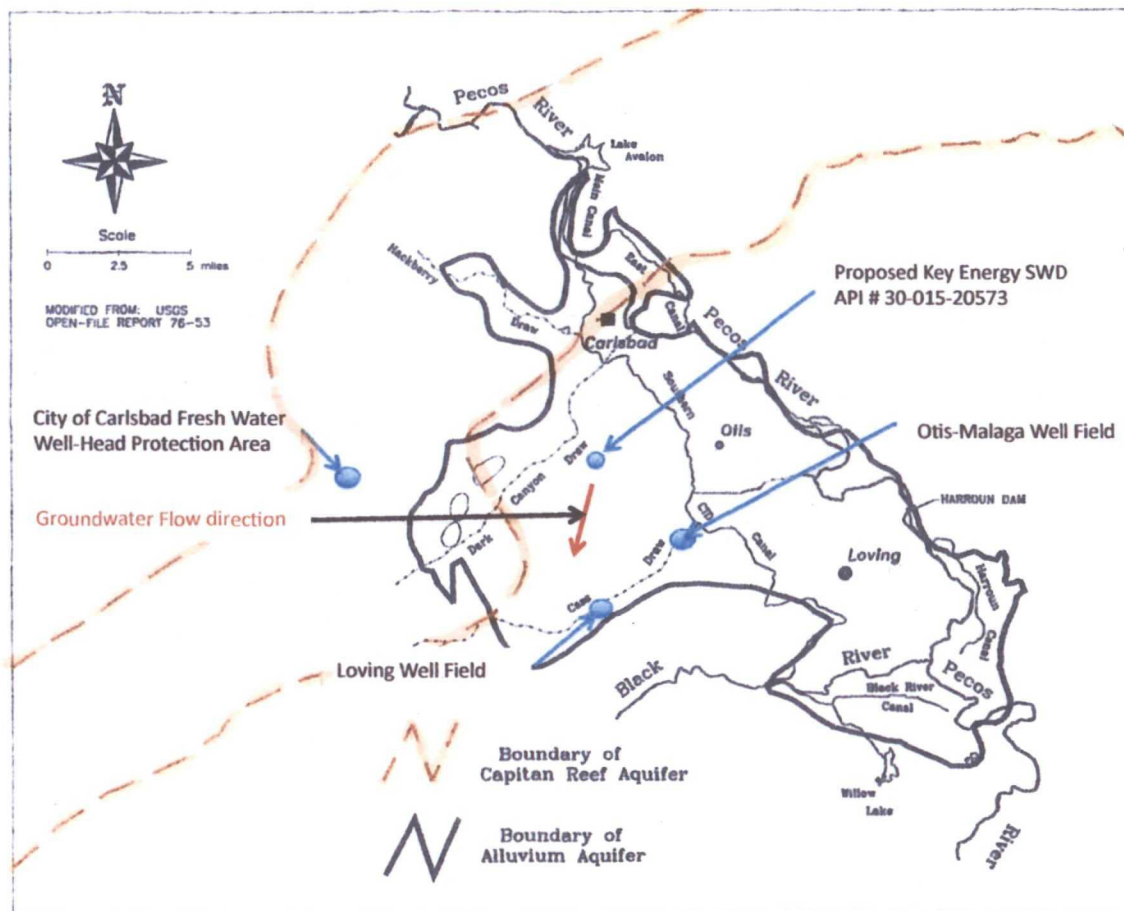 N
Scale
0 2.5 5 miles
MODIFIED FROM: USGS
OPEN-FILE REPORT 76-53
Pecos
River
Lake
Avalon
Main Canal
Hackberry
Draw
East
Canal
Carlsbad
Pecos
River
Proposed Key Energy SWD
API # 30-015-20573
City of Carlsbad Fresh Water
Well-Head Protection Area
Southern
Otis
Otis-Malaga Well Field
Groundwater Flow direction
Dark
Canyon
Draw
CID
Canal
HARROUN DAM
Loving
Harroun
Canal
Cass
Draw
Loving Well Field
Black
River
Pecos
Black River
Canal
Willow
Lake
River
Boundary of
Capitan Reef Aquifer
Boundary of
Alluvium Aquifer